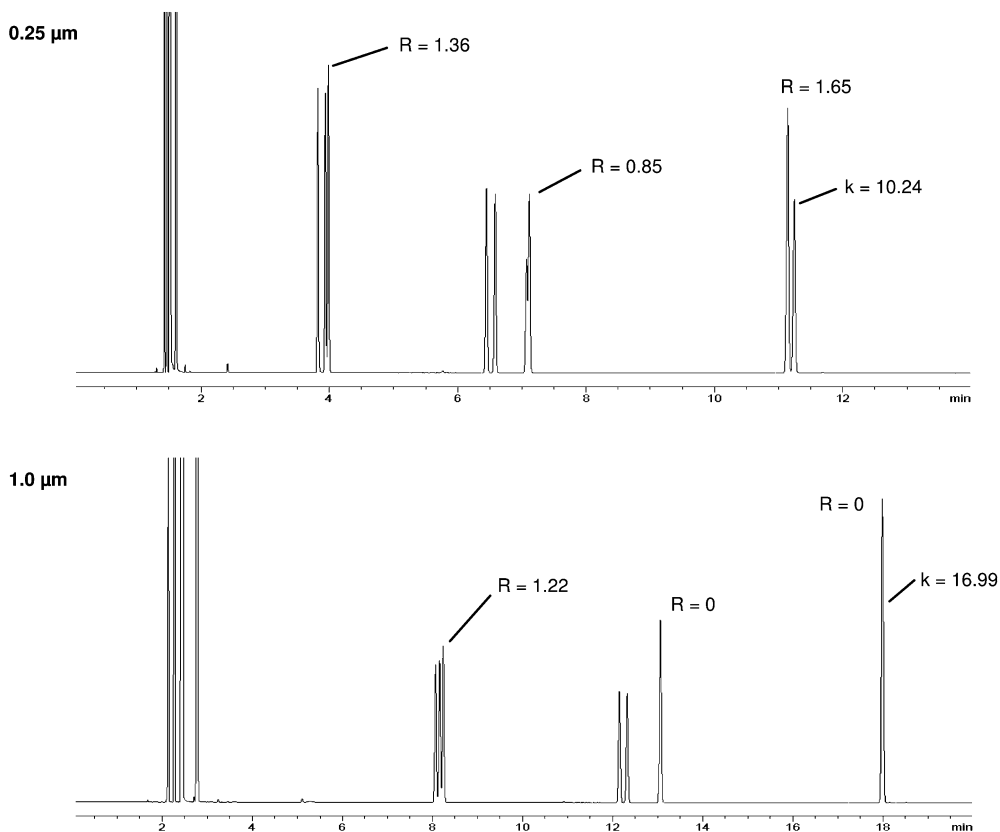 0.25 µm
R = 1.36
R = 0.85
R = 1.65
k = 10.24
2 4 6 8 10 12 min
1.0 µm
R = 1.22
R = 0
R = 0
k = 16.99
2 4 6 8 10 12 14 16 18 min